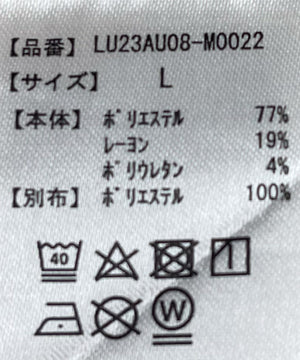 【品番】 LU23AU08-M0022
【サイズ】 L
【本体】 ポリエステル 77%
レーヨン 19%
ポリウレタン 4%
【別布】 ポリエステル 100%
40
W